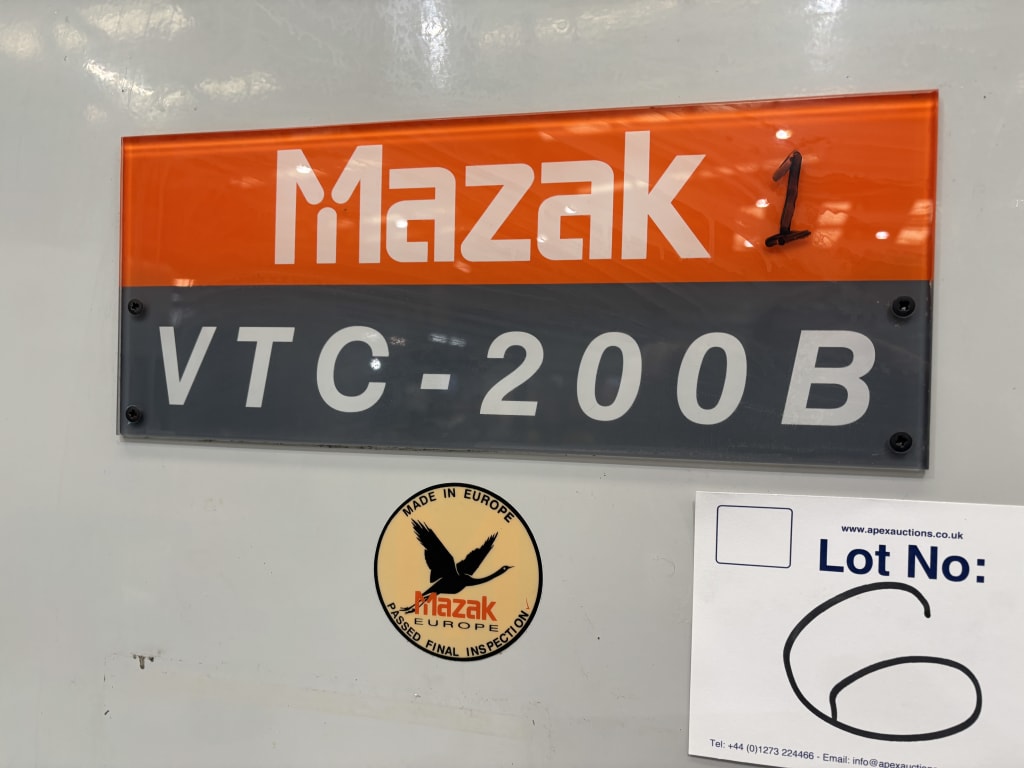 Mazak 1
VTC-200B
MADE IN EUROPE
Mazak
EUROPE
PASSED FINAL INSPECTION
www.apexauctions.co.uk
Lot No:
6
Tel: +44 (0)1273 224466 - Email: info@apexauctions